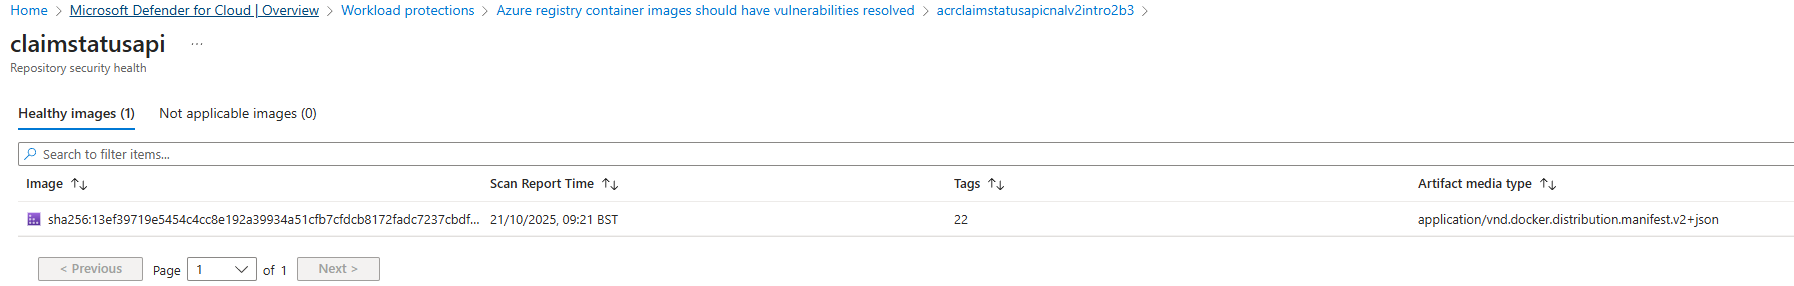 Home > Microsoft Defender for Cloud | Overview > Workload protections > Azure registry container images should have vulnerabilities resolved > acrclaimstatusapicnalv2intro2b3 >
claimstatusapi ...
Repository security health
Healthy images (1) Not applicable images (0)
Search to filter items...
Image ↑↓ Scan Report Time ↑↓ Tags ↑↓ Artifact media type ↑↓
sha256:13ef39719e5454c4cc8e192a39934a51cfb7cfdcb8172fadc7237cbdf... 21/10/2025, 09:21 BST 22 application/vnd.docker.distribution.manifest.v2+json
< Previous Page 1 of 1 Next >